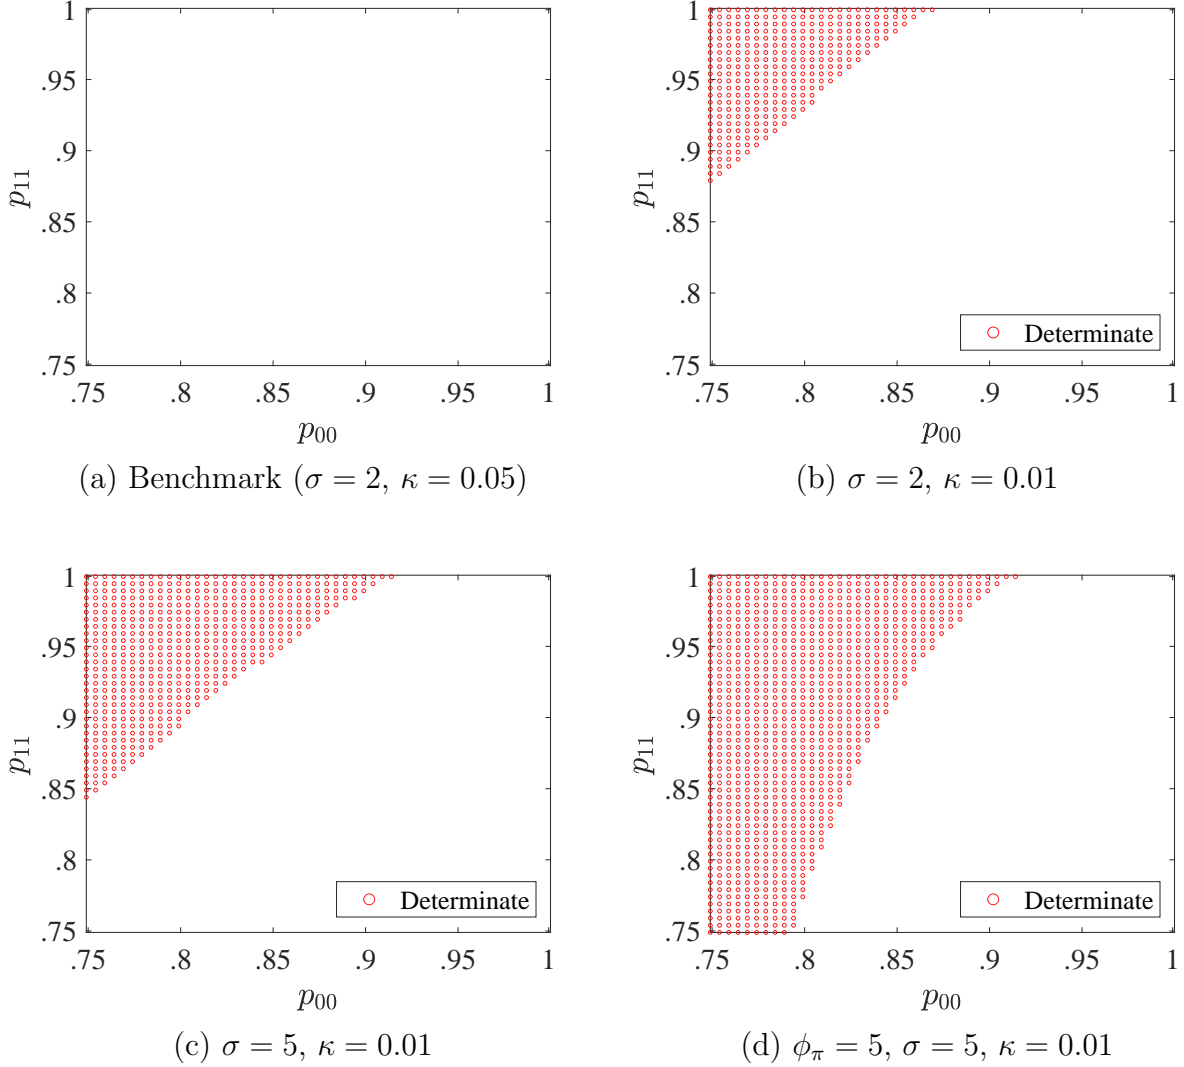 1
.95
.9
.85
.8
.75
p₁₁
.75 .8 .85 .9 .95 1
p₀₀
(a) Benchmark (σ = 2, κ = 0.05)
1
.95
.9
.85
.8
.75
p₁₁
Determinate
.75 .8 .85 .9 .95 1
p₀₀
(b) σ = 2, κ = 0.01
1
.95
.9
.85
.8
.75
p₁₁
Determinate
.75 .8 .85 .9 .95 1
p₀₀
(c) σ = 5, κ = 0.01
1
.95
.9
.85
.8
.75
p₁₁
Determinate
.75 .8 .85 .9 .95 1
p₀₀
(d) ϕ_π = 5, σ = 5, κ = 0.01